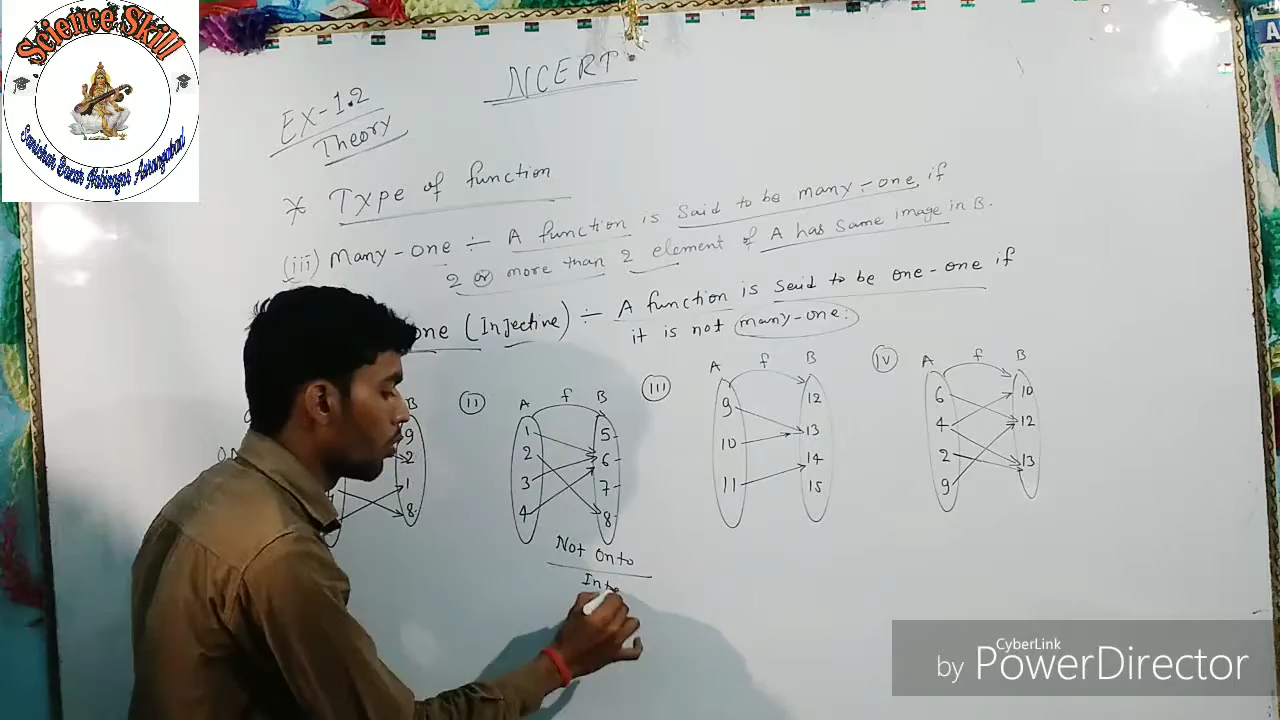 Science Skill
NCERT
Ex-1.2
Theory
* Type of function
(iii) Many-one ÷ A function is said to be many-one, if
2 or more than 2 element of A has same image in B.
one (Injective) ÷ A function is said to be one-one if
it is not many-one.
B
9
2
1
8
(ii) A f B
1 5
2 6
3 7
4 8
Not Onto
Into
(iii) A f B
9 12
10 13
11 14
15
(iv) A f B
6 10
4 12
2 13
9
CyberLink
by PowerDirector